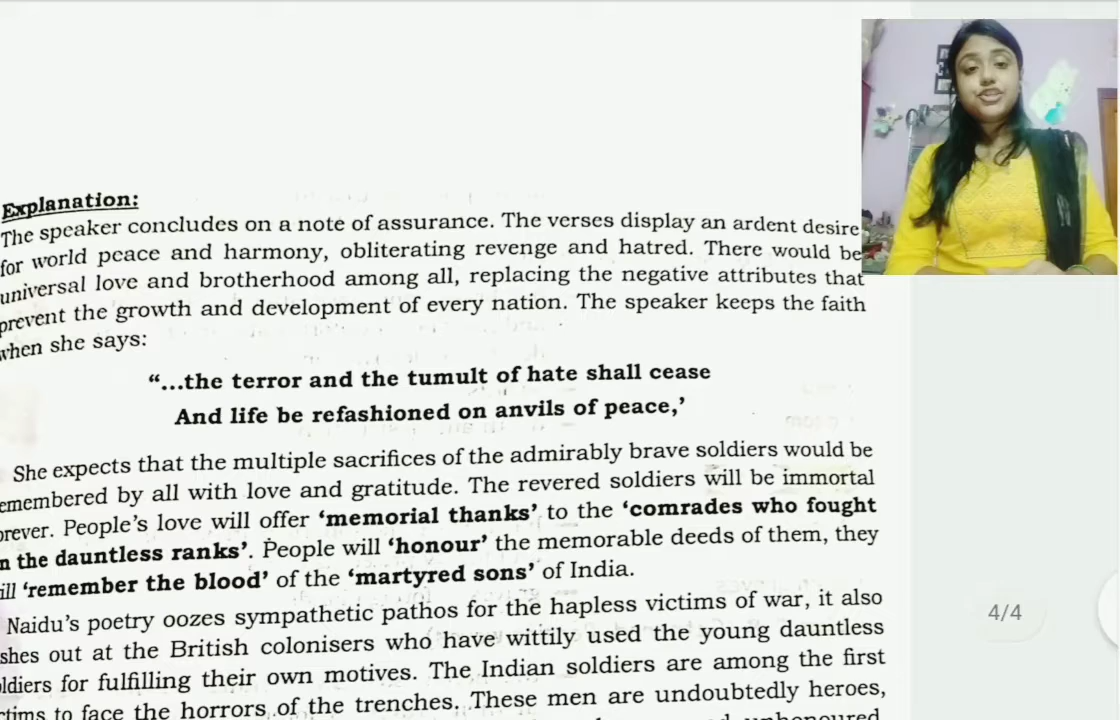 Explanation:
The speaker concludes on a note of assurance. The verses display an ardent desire
for world peace and harmony, obliterating revenge and hatred. There would be
universal love and brotherhood among all, replacing the negative attributes that
prevent the growth and development of every nation. The speaker keeps the faith
when she says:
“...the terror and the tumult of hate shall cease
And life be refashioned on anvils of peace,’
She expects that the multiple sacrifices of the admirably brave soldiers would be
emembered by all with love and gratitude. The revered soldiers will be immortal
orever. People’s love will offer ‘memorial thanks’ to the ‘comrades who fought
n the dauntless ranks’. People will ‘honour’ the memorable deeds of them, they
ill ‘remember the blood’ of the ‘martyred sons’ of India.
Naidu’s poetry oozes sympathetic pathos for the hapless victims of war, it also
shes out at the British colonisers who have wittily used the young dauntless
oldiers for fulfilling their own motives. The Indian soldiers are among the first
ctims to face the horrors of the trenches. These men are undoubtedly heroes,
unhonoured
4/4